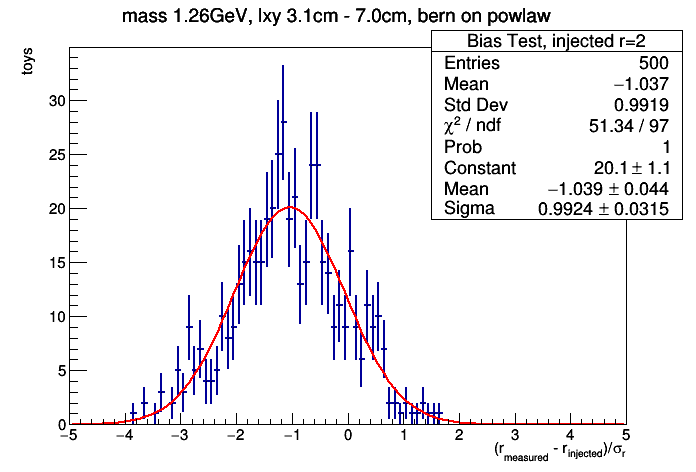 mass 1.26GeV, lxy 3.1cm - 7.0cm, bern on powlaw
Bias Test, injected r=2
Entries 500
Mean −1.037
Std Dev 0.9919
χ² / ndf 51.34 / 97
Prob 1
Constant 20.1 ± 1.1
Mean −1.039 ± 0.044
Sigma 0.9924 ± 0.0315
toys
30
25
20
15
10
5
0
−5 −4 −3 −2 −1 0 1 2 3 4 5
(r_measured - r_injected)/σ_r